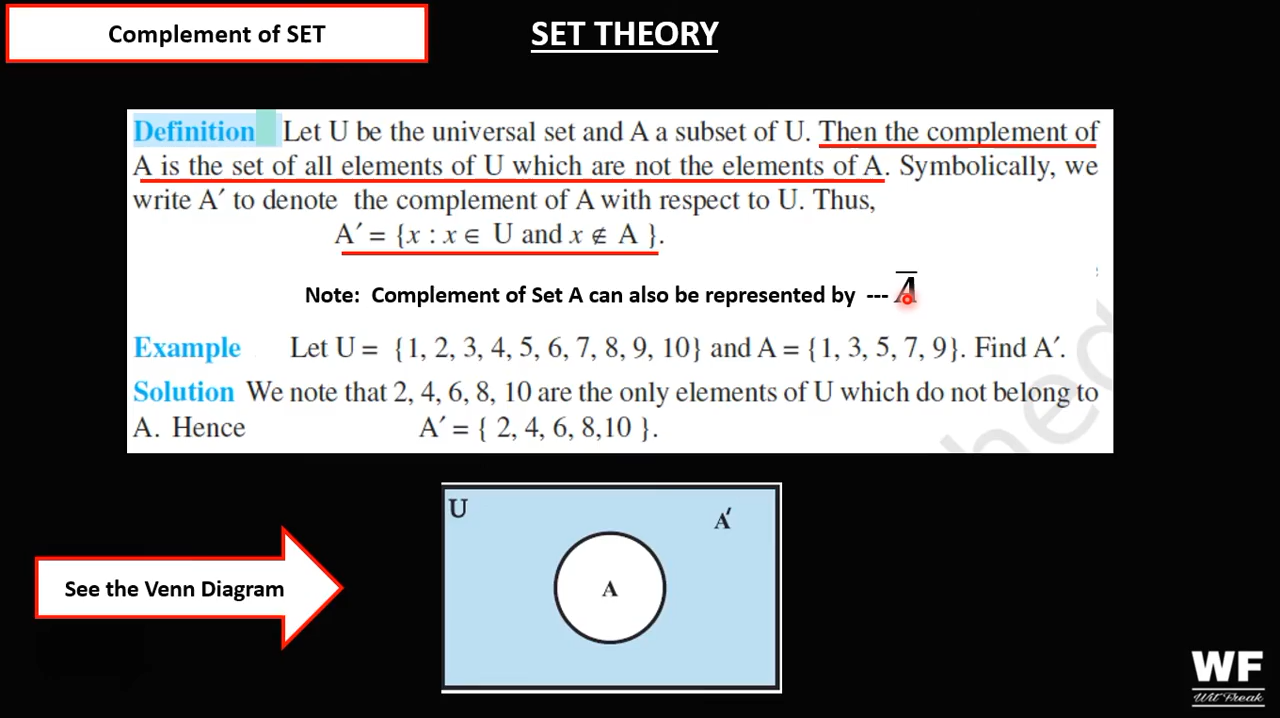 Complement of SET
SET THEORY
Definition Let U be the universal set and A a subset of U. Then the complement of
A is the set of all elements of U which are not the elements of A. Symbolically, we
write A′ to denote the complement of A with respect to U. Thus,
A′ = {x : x ∈ U and x ∉ A }.
Note: Complement of Set A can also be represented by --- A̅
Example Let U = {1, 2, 3, 4, 5, 6, 7, 8, 9, 10} and A = {1, 3, 5, 7, 9}. Find A′.
Solution We note that 2, 4, 6, 8, 10 are the only elements of U which do not belong to
A. Hence A′ = { 2, 4, 6, 8,10 }.
U
A′
A
See the Venn Diagram
WF
Wit Freak